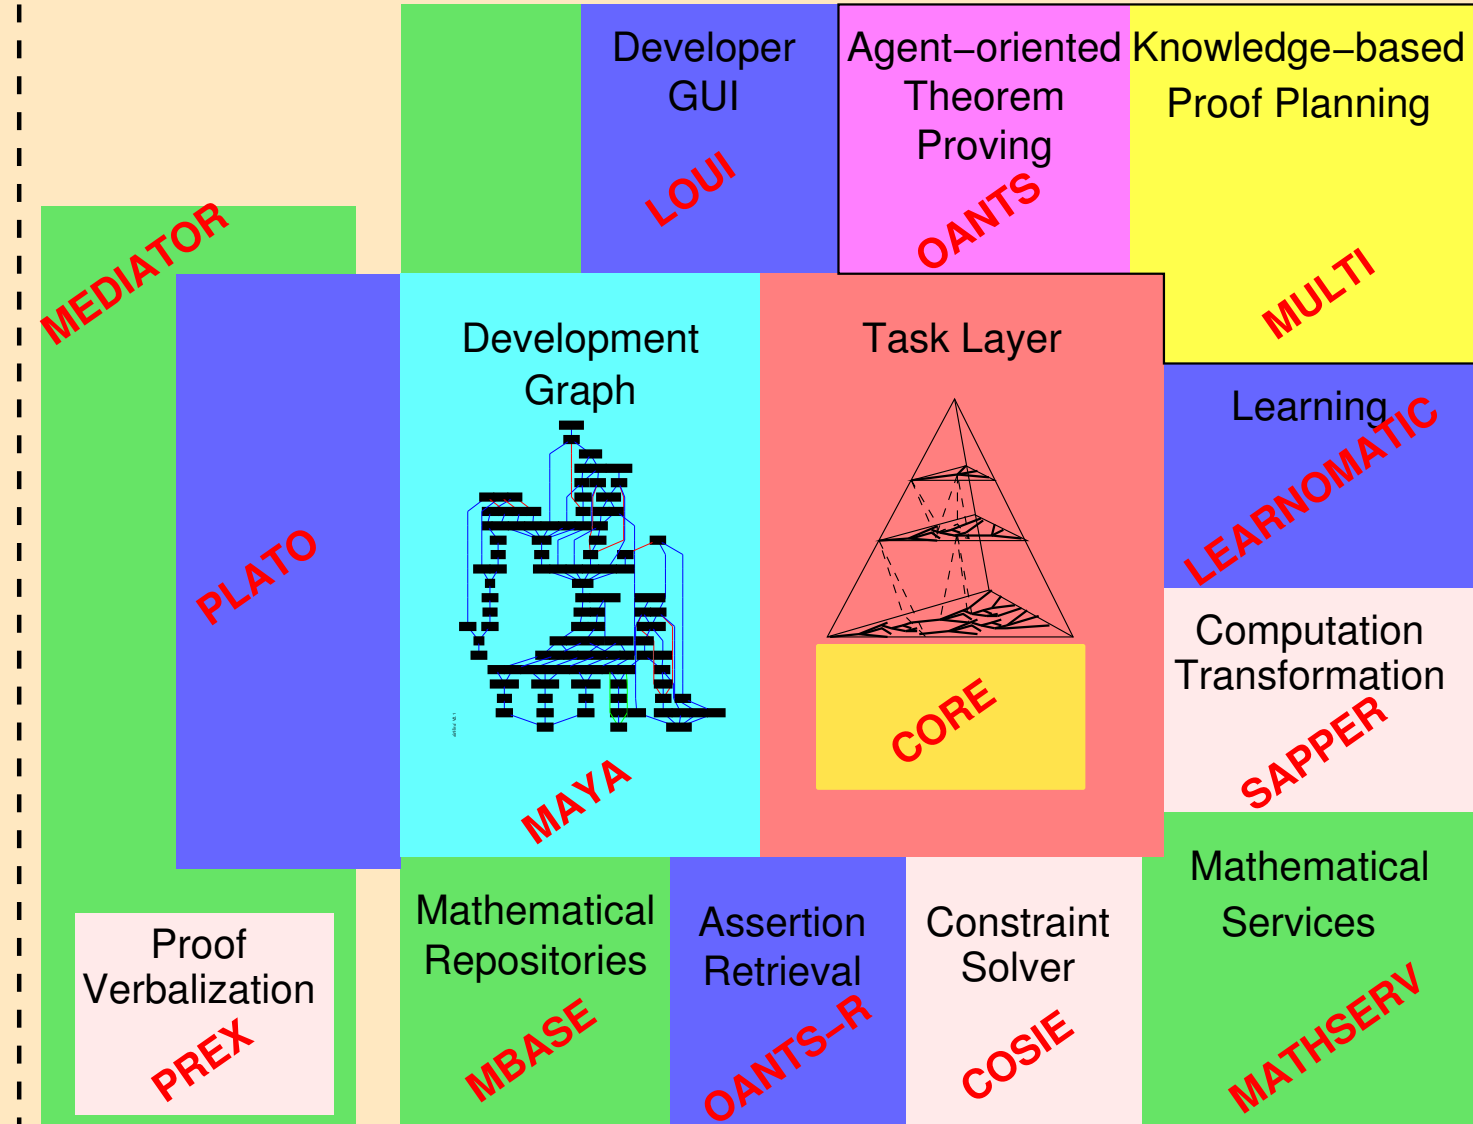 Developer
GUI
LOUI
Agent–oriented
Theorem
Proving
OANTS
Knowledge–based
Proof Planning
MULTI
MEDIATOR
PLATO
Development
Graph
MAYA
Task Layer
CORE
Learning
LEARNOMATIC
Computation
Transformation
SAPPER
Proof
Verbalization
PREX
Mathematical
Repositories
MBASE
Assertion
Retrieval
OANTS–R
Constraint
Solver
COSIE
Mathematical
Services
MATHSERV